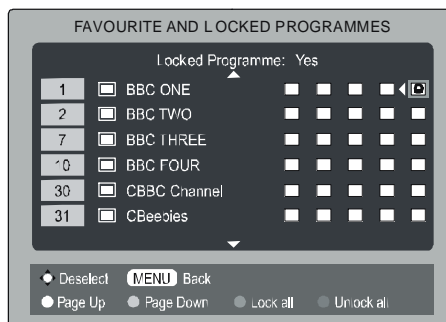 FAVOURITE AND LOCKED PROGRAMMES
Locked Programme: Yes
1 BBC ONE
2 BBC TWO
7 BBC THREE
10 BBC FOUR
30 CBBC Channel
31 CBeebies
Deselect MENU Back
Page Up Page Down Lock all Unlock all